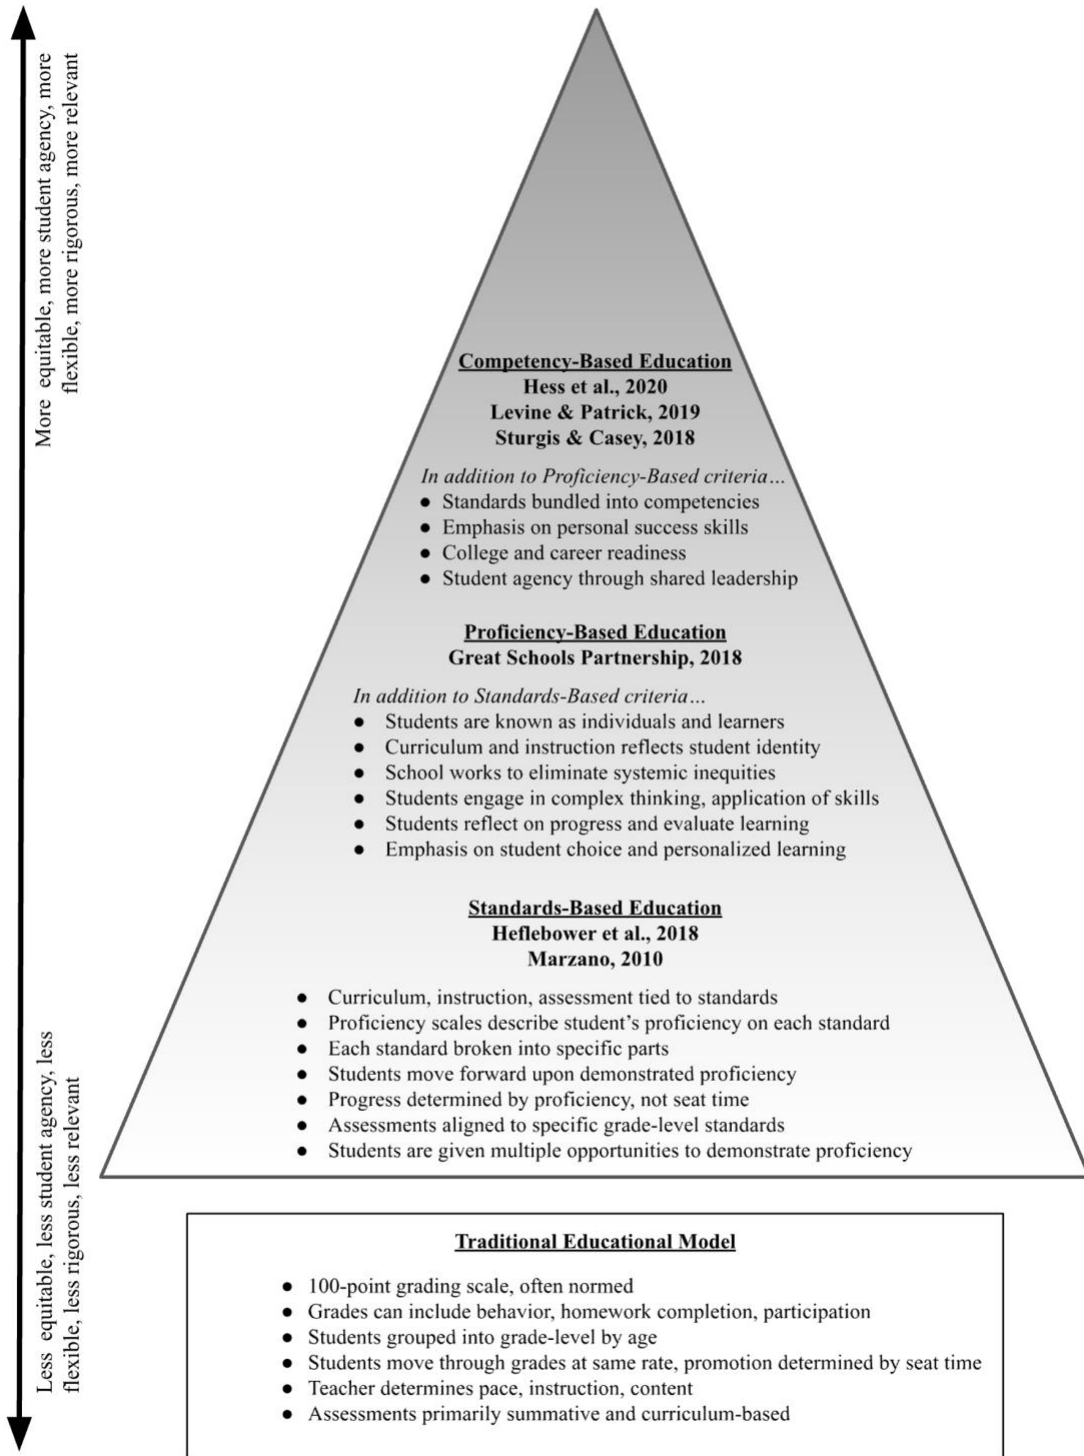 More equitable, more student agency, more
flexible, more rigorous, more relevant
Competency-Based Education
Hess et al., 2020
Levine & Patrick, 2019
Sturgis & Casey, 2018
In addition to Proficiency-Based criteria…
● Standards bundled into competencies
● Emphasis on personal success skills
● College and career readiness
● Student agency through shared leadership
Proficiency-Based Education
Great Schools Partnership, 2018
In addition to Standards-Based criteria…
● Students are known as individuals and learners
● Curriculum and instruction reflects student identity
● School works to eliminate systemic inequities
● Students engage in complex thinking, application of skills
● Students reflect on progress and evaluate learning
● Emphasis on student choice and personalized learning
Standards-Based Education
Heflebower et al., 2018
Marzano, 2010
● Curriculum, instruction, assessment tied to standards
● Proficiency scales describe student’s proficiency on each standard
● Each standard broken into specific parts
● Students move forward upon demonstrated proficiency
● Progress determined by proficiency, not seat time
● Assessments aligned to specific grade-level standards
● Students are given multiple opportunities to demonstrate proficiency
Less equitable, less student agency, less
flexible, less rigorous, less relevant
Traditional Educational Model
● 100-point grading scale, often normed
● Grades can include behavior, homework completion, participation
● Students grouped into grade-level by age
● Students move through grades at same rate, promotion determined by seat time
● Teacher determines pace, instruction, content
● Assessments primarily summative and curriculum-based